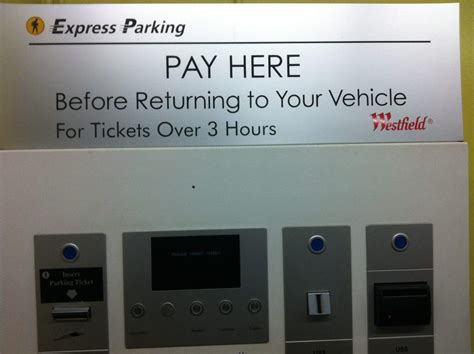 Express Parking
PAY HERE
Before Returning to Your Vehicle
For Tickets Over 3 Hours
Westfield®
Insert
Parking Ticket